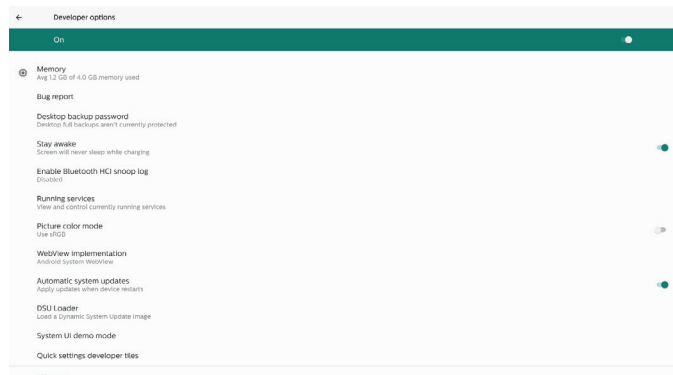 Developer options
On
Memory
Avg 1.2 GB of 4.0 GB memory used
Bug report
Desktop backup password
Desktop full backups aren't currently protected
Stay awake
Screen will never sleep while charging
Enable Bluetooth HCI snoop log
Disabled
Running services
View and control currently running services
Picture color mode
Use sRGB
WebView implementation
Android System WebView
Automatic system updates
Apply updates when device restarts
DSU Loader
Load a Dynamic System Update Image
System UI demo mode
Quick settings developer tiles